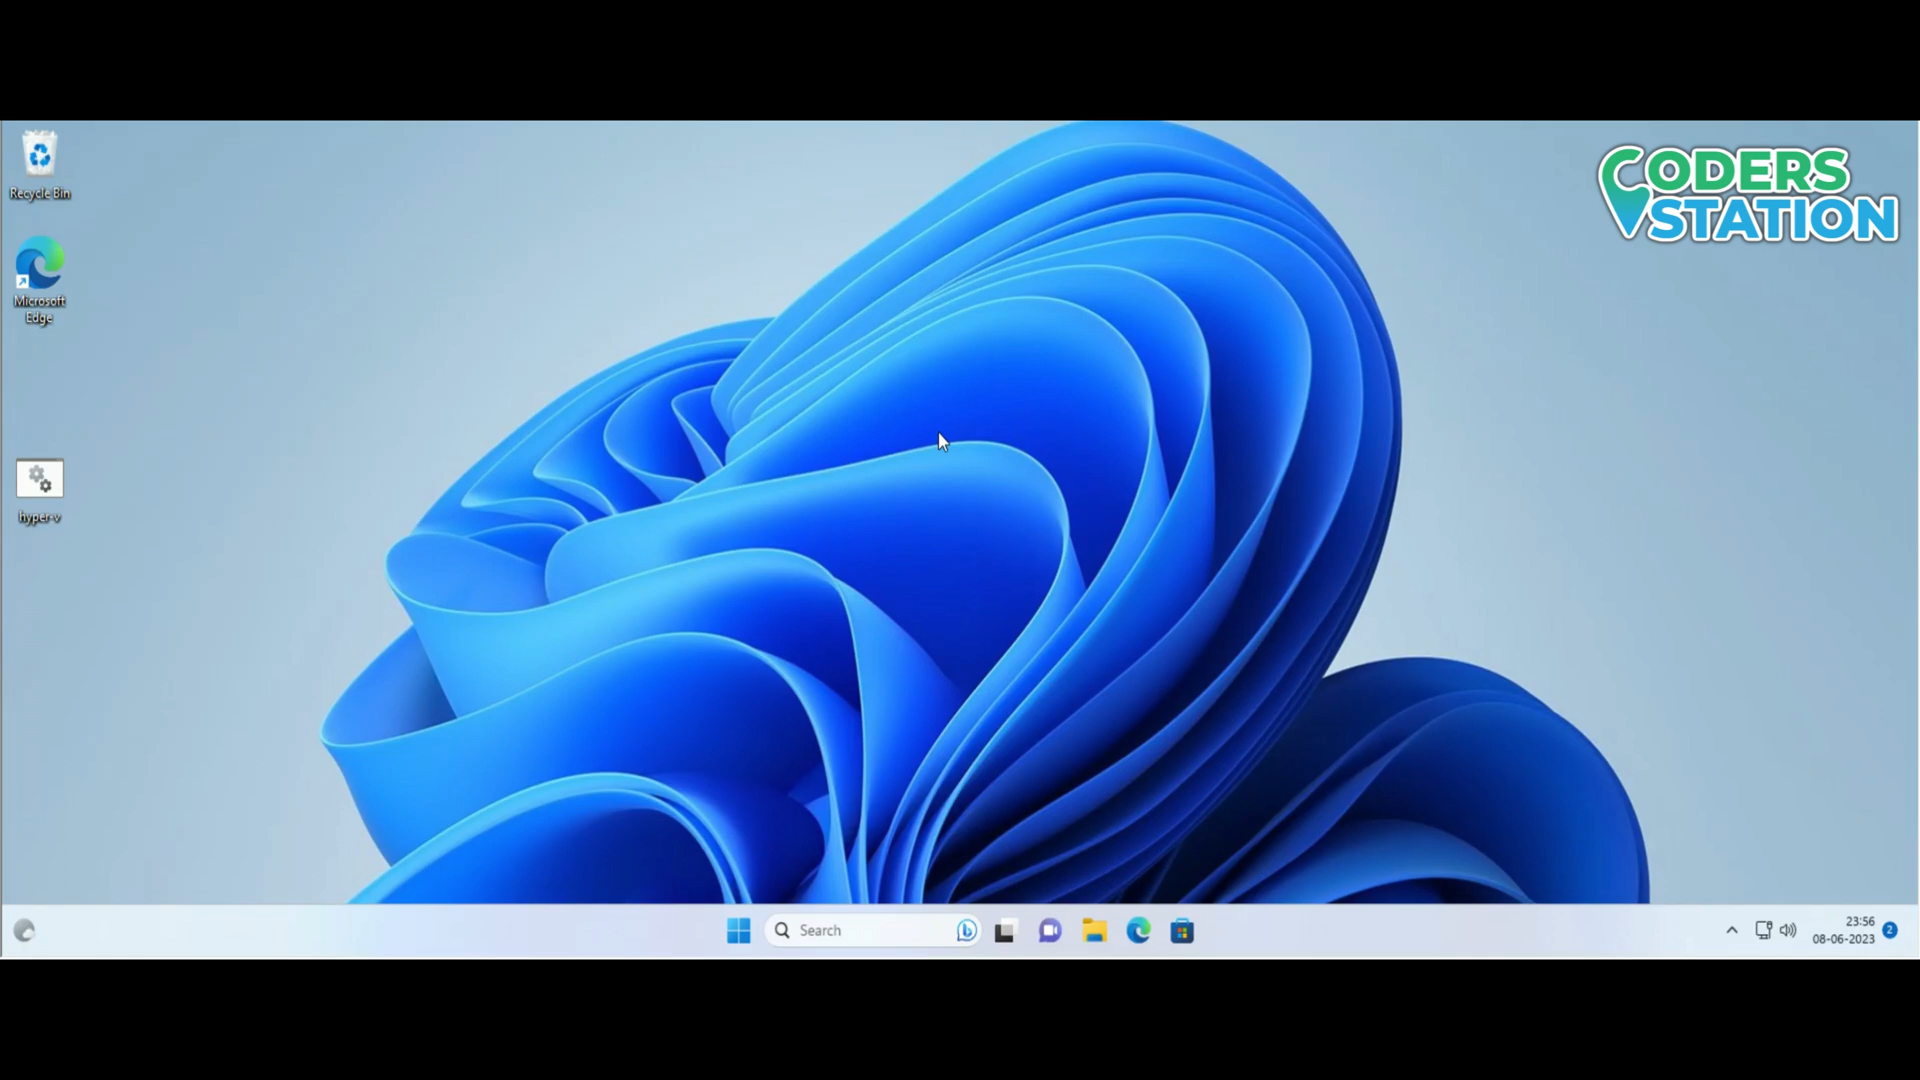 Recycle Bin
CODERS
STATION
Microsoft
Edge
hyper-v
Search
23:56
08-06-2023
2